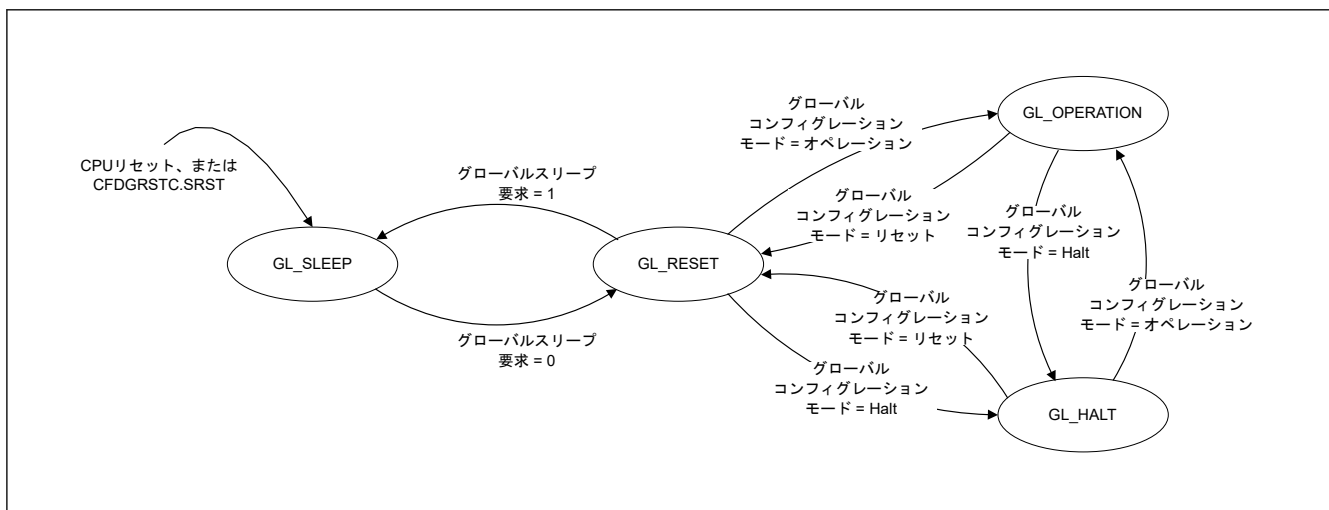 CPUリセット、または
CFDGRSTC.SRST
GL_SLEEP
グローバルスリープ
要求 = 1
グローバルスリープ
要求 = 0
GL_RESET
グローバル
コンフィグレーション
モード = オペレーション
グローバル
コンフィグレーション
モード = リセット
グローバル
コンフィグレーション
モード = リセット
グローバル
コンフィグレーション
モード = Halt
GL_OPERATION
グローバル
コンフィグレーション
モード = Halt
グローバル
コンフィグレーション
モード = オペレーション
GL_HALT